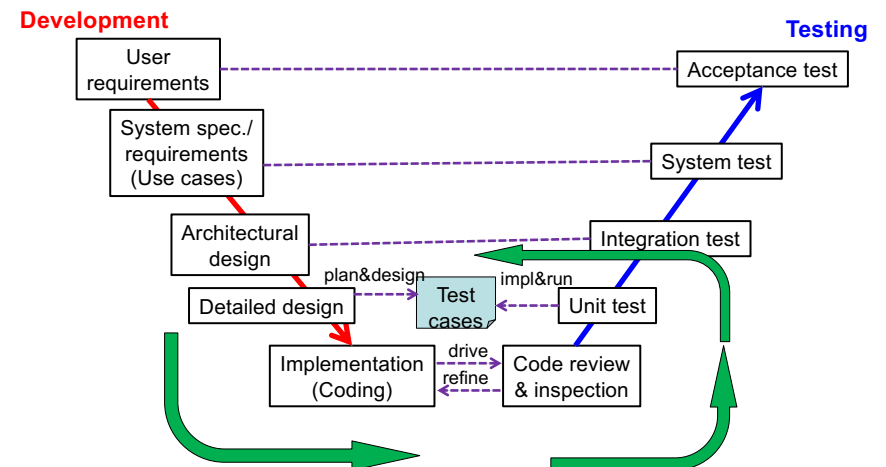 Development
Testing
User
requirements
Acceptance test
System spec./
requirements
(Use cases)
System test
Architectural
design
Integration test
plan&design
impl&run
Test
cases
Detailed design
Unit test
Implementation
(Coding)
drive
refine
Code review
& inspection